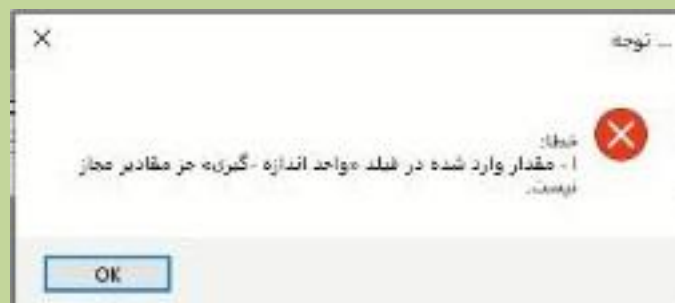 توجه ...
خطا:
۱ - مقدار وارد شده در فیلد «واحد اندازه -گیری» جز مقادیر مجاز
نیست.
OK